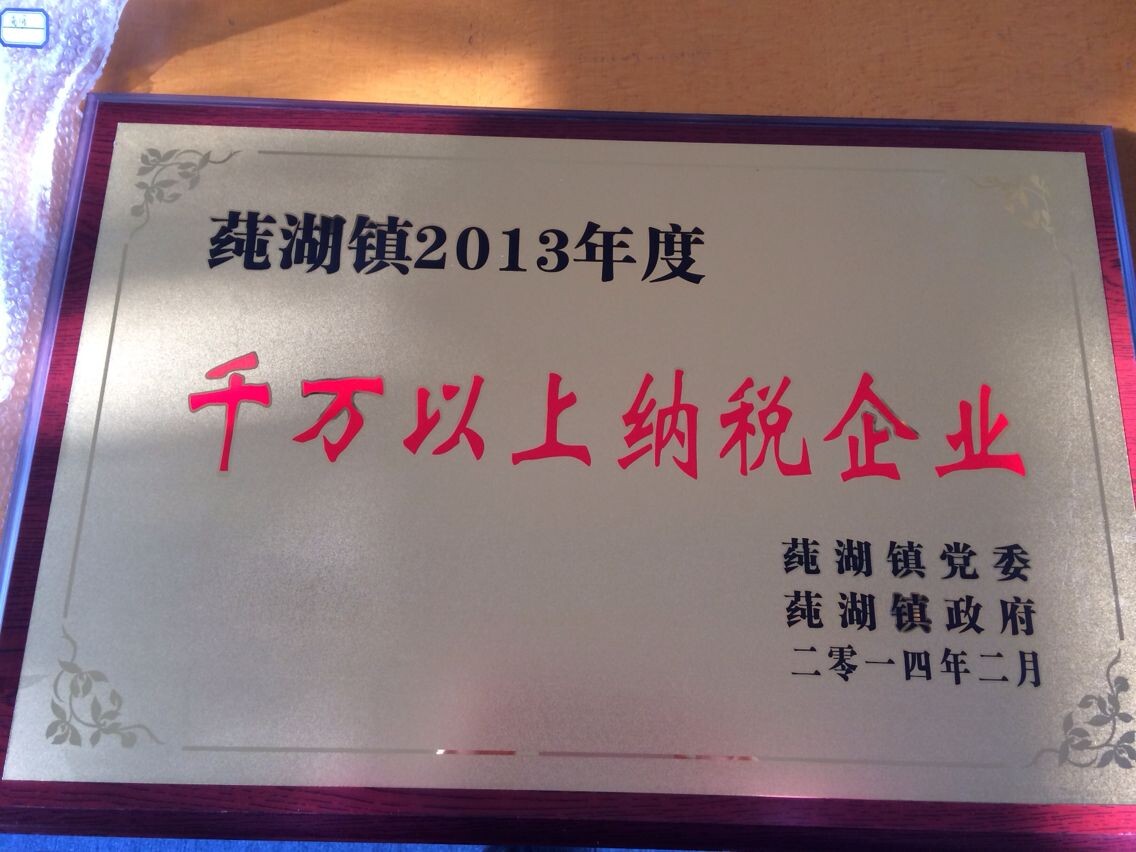 莼湖镇2013年度
千万以上纳税企业
莼湖镇党委
莼湖镇政府
二零一四年二月